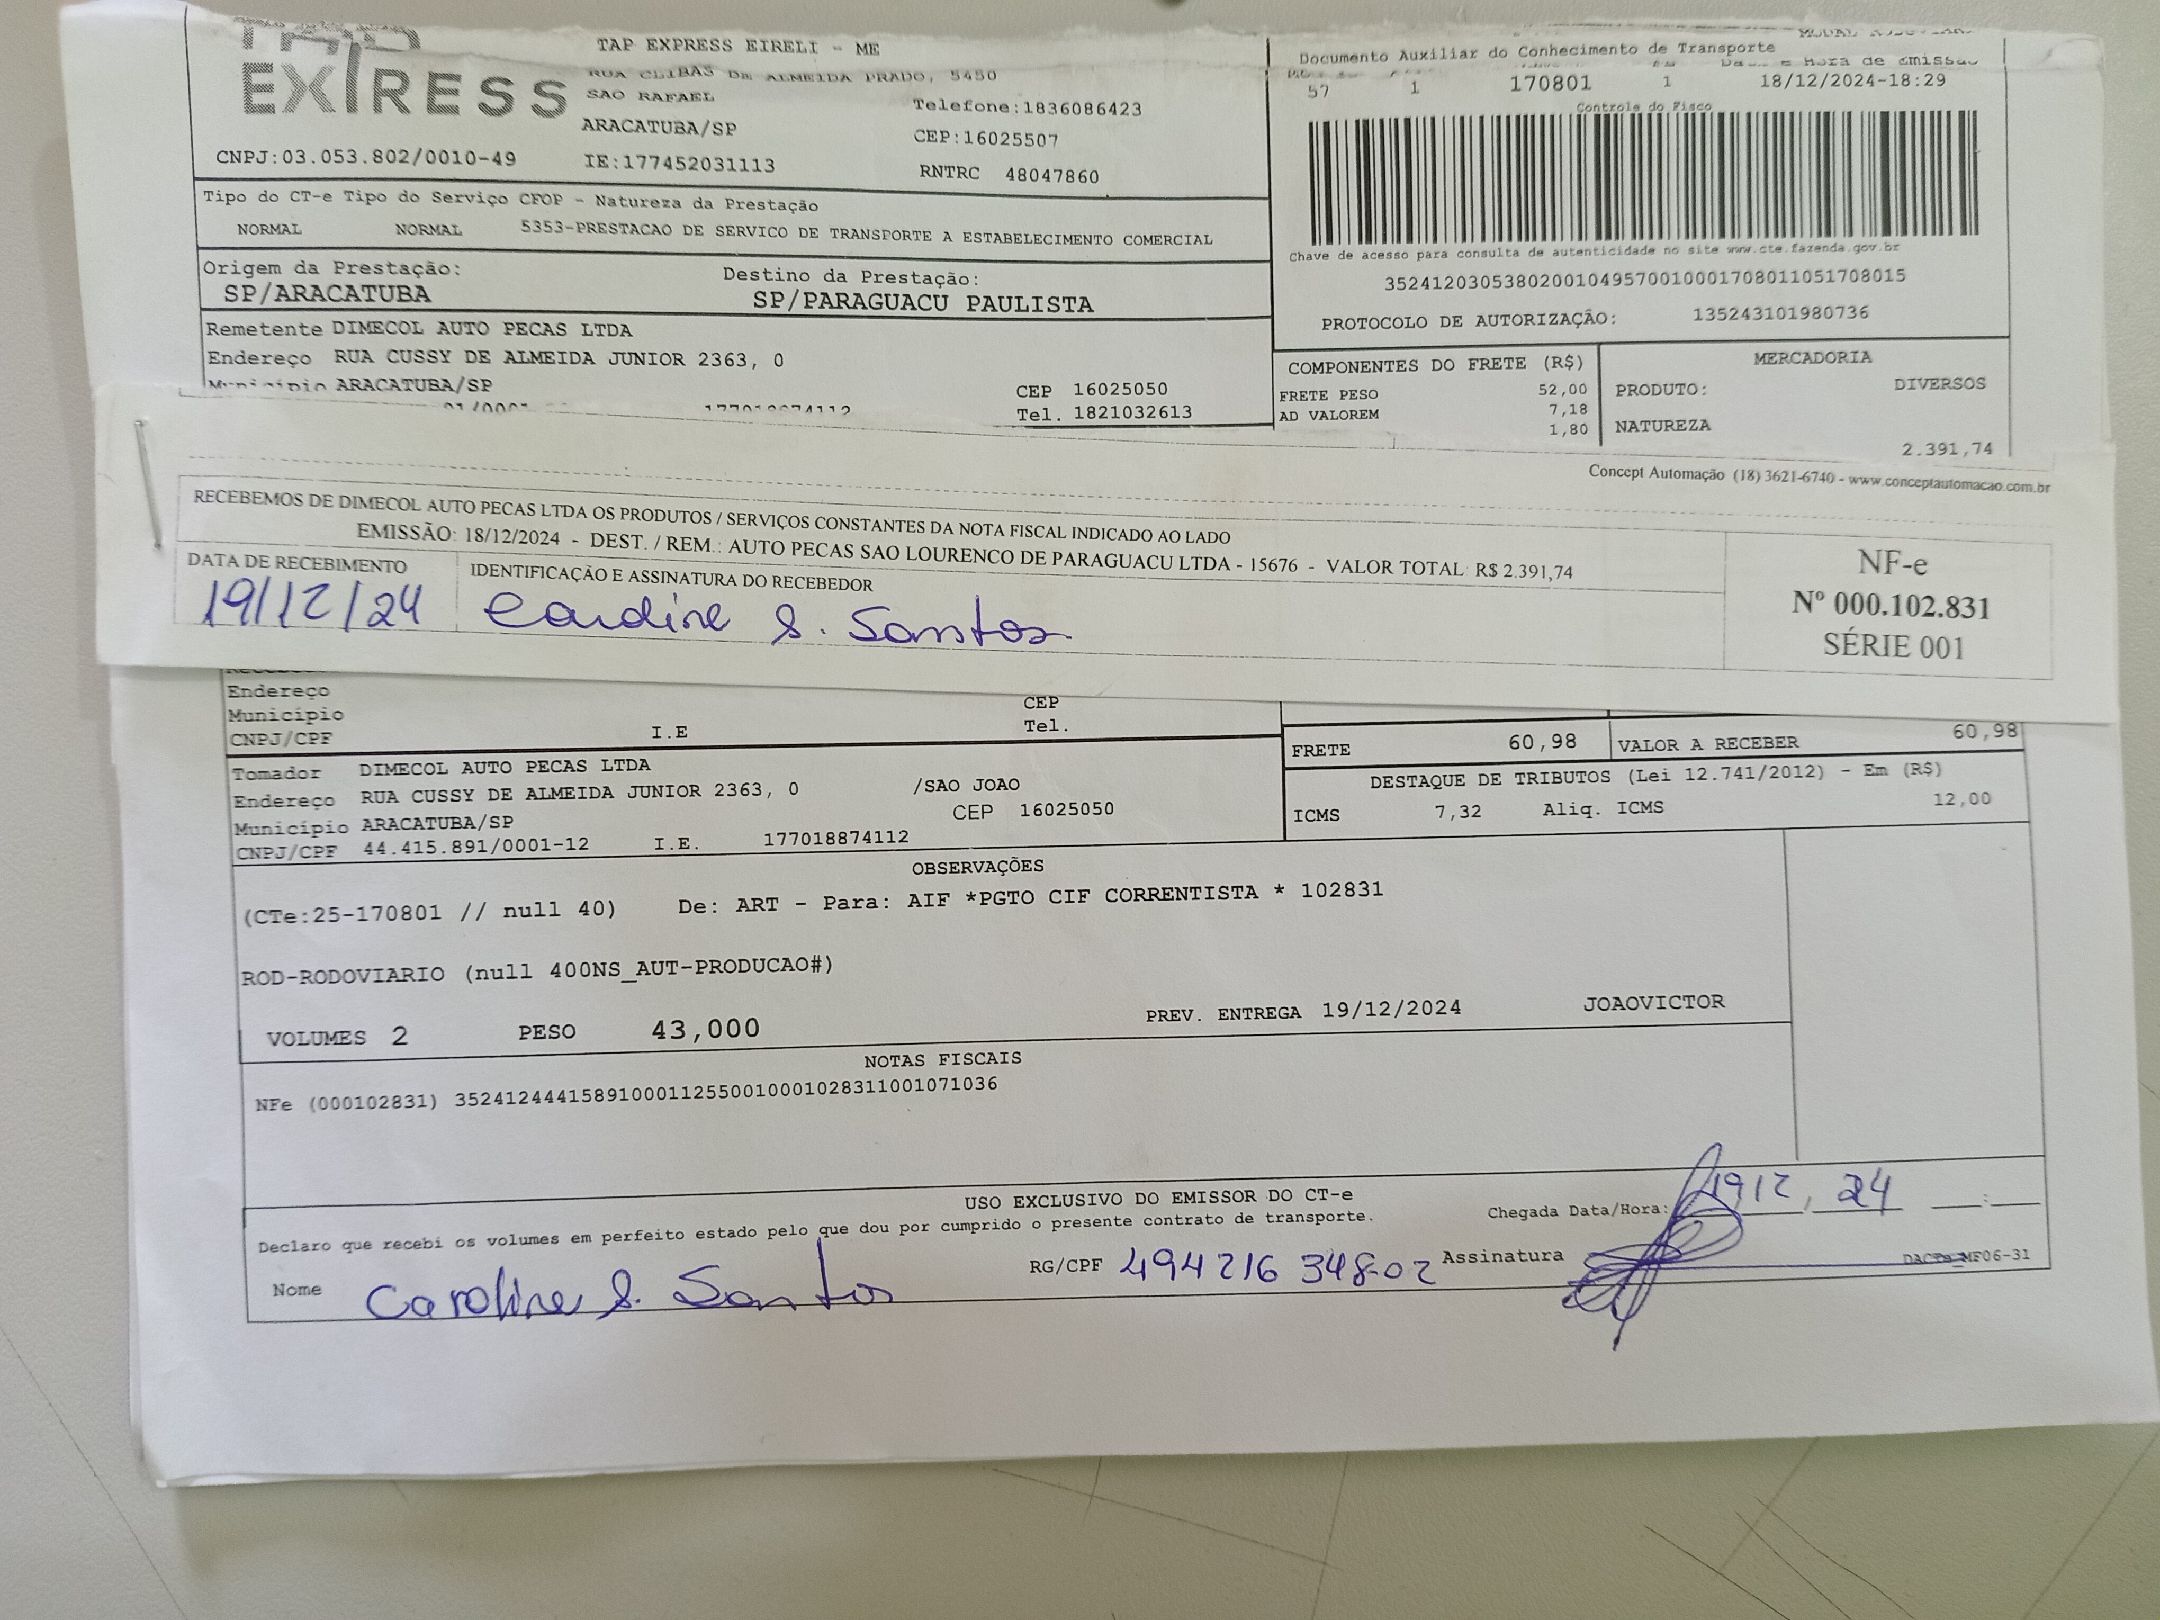 EXPRESS
TAP EXPRESS EIRELI - ME
RUA CLIBAS DE ALMEIDA PRADO, 5450
SAO RAFAEL
Telefone:1836086423
ARACATUBA/SP
CEP:16025507
CNPJ:03.053.802/0010-49
IE:177452031113
RNTRC 48047860
Documento Auxiliar do Conhecimento de Transporte
Hora de emissão
57 1 170801 1 18/12/2024-18:29
Controle do Fisco
Chave de acesso para consulta de autenticidade no site www.cte.fazenda.gov.br
35241203053802001049570010001708011051708015
PROTOCOLO DE AUTORIZAÇÃO: 135243101980736
Tipo do CT-e Tipo do Serviço CFOP - Natureza da Prestação
NORMAL NORMAL 5353-PRESTACAO DE SERVICO DE TRANSPORTE A ESTABELECIMENTO COMERCIAL
Origem da Prestação: Destino da Prestação:
SP/ARACATUBA SP/PARAGUACU PAULISTA
Remetente DIMECOL AUTO PECAS LTDA
Endereço RUA CUSSY DE ALMEIDA JUNIOR 2363, 0
Município ARACATUBA/SP CEP 16025050
Tel. 1821032613
COMPONENTES DO FRETE (R$) MERCADORIA
FRETE PESO 52,00 PRODUTO: DIVERSOS
AD VALOREM 7,18
1,80 NATUREZA
2.391,74
Concept Automação (18) 3621-6740 - www.conceptautomacao.com.br
RECEBEMOS DE DIMECOL AUTO PECAS LTDA OS PRODUTOS / SERVIÇOS CONSTANTES DA NOTA FISCAL INDICADO AO LADO
EMISSÃO: 18/12/2024 - DEST. / REM.: AUTO PECAS SAO LOURENCO DE PARAGUACU LTDA - 15676 - VALOR TOTAL: R$ 2.391,74
DATA DE RECEBIMENTO IDENTIFICAÇÃO E ASSINATURA DO RECEBEDOR
19/12/24 Caroline S. Santos
NF-e
Nº 000.102.831
SÉRIE 001
Endereço CEP
Município
CNPJ/CPF I.E Tel.
FRETE 60,98 VALOR A RECEBER 60,98
DESTAQUE DE TRIBUTOS (Lei 12.741/2012) - Em (R$)
ICMS 7,32 Aliq. ICMS 12,00
Tomador DIMECOL AUTO PECAS LTDA
Endereço RUA CUSSY DE ALMEIDA JUNIOR 2363, 0 /SAO JOAO
Município ARACATUBA/SP CEP 16025050
CNPJ/CPF 44.415.891/0001-12 I.E. 177018874112
OBSERVAÇÕES
(CTe:25-170801 // null 40) De: ART - Para: AIF *PGTO CIF CORRENTISTA * 102831
ROD-RODOVIARIO (null 400NS_AUT-PRODUCAO#)
VOLUMES 2 PESO 43,000 PREV. ENTREGA 19/12/2024 JOAOVICTOR
NOTAS FISCAIS
NFe (000102831) 35241244415891000112550010001028311001071036
USO EXCLUSIVO DO EMISSOR DO CT-e
Declaro que recebi os volumes em perfeito estado pelo que dou por cumprido o presente contrato de transporte.
Chegada Data/Hora: 1912, 24 :
Nome Caroline S. Santos RG/CPF 494216348-02 Assinatura
MF06-31